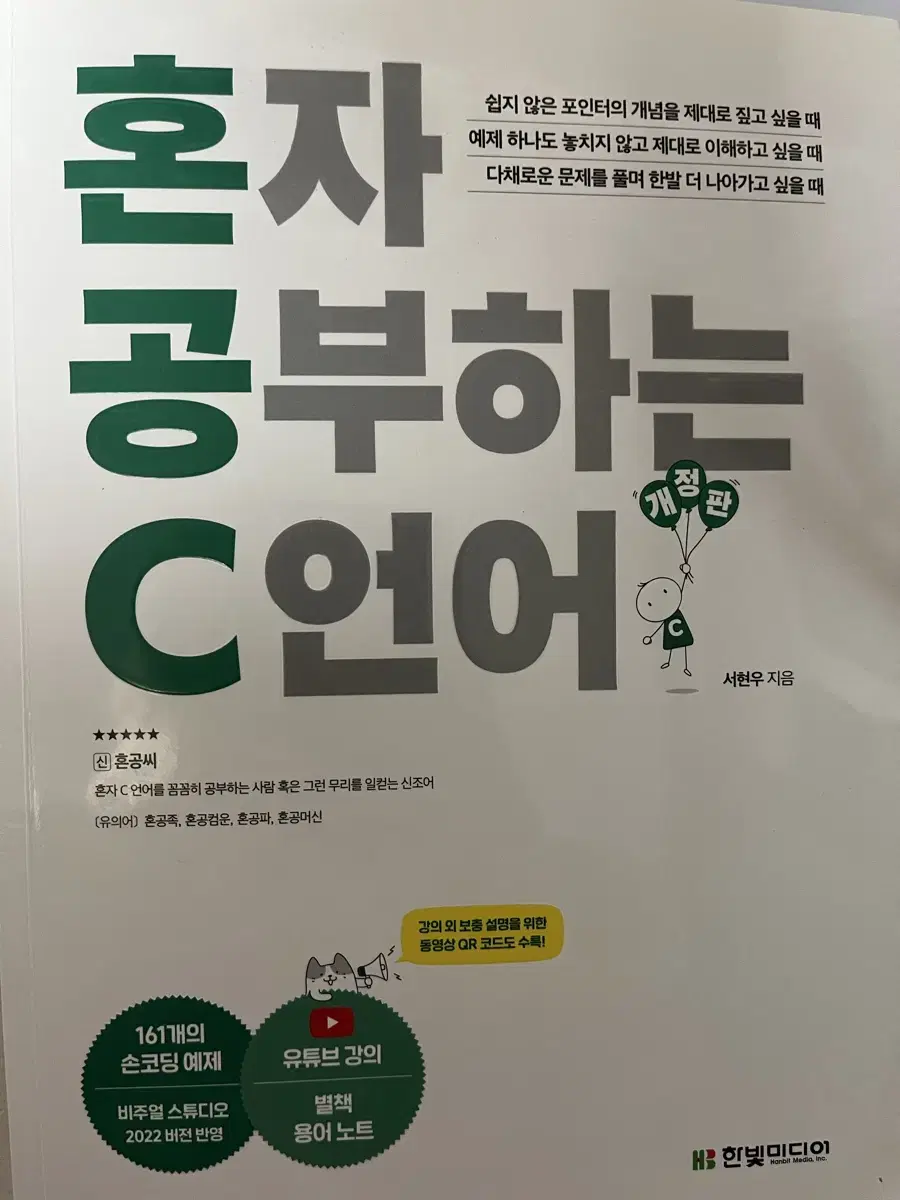 혼자
공부하는
C 언어
쉽지 않은 포인터의 개념을 제대로 짚고 싶을 때
예제 하나도 놓치지 않고 제대로 이해하고 싶을 때
다채로운 문제를 풀며 한발 더 나아가고 싶을 때
개정판
C
서현우 지음
★★★★★
신 혼공씨
혼자 C 언어를 꼼꼼히 공부하는 사람 혹은 그런 무리를 일컫는 신조어
〔유의어〕 혼공족, 혼공컴운, 혼공파, 혼공머신
강의 외 보충 설명을 위한
동영상 QR 코드도 수록!
161개의
손코딩 예제
비주얼 스튜디오
2022 버전 반영
유튜브 강의
별책
용어 노트
HB 한빛미디어
Hanbit Media, Inc.